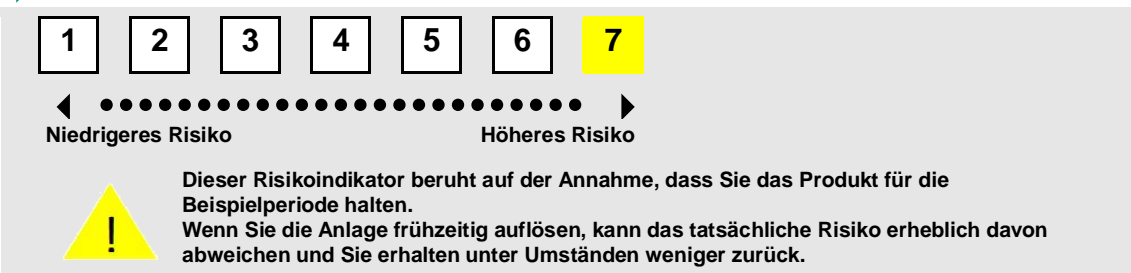 1 2 3 4 5 6 7
Niedrigeres Risiko Höheres Risiko
Dieser Risikoindikator beruht auf der Annahme, dass Sie das Produkt für die
Beispielperiode halten.
!
Wenn Sie die Anlage frühzeitig auflösen, kann das tatsächliche Risiko erheblich davon
abweichen und Sie erhalten unter Umständen weniger zurück.